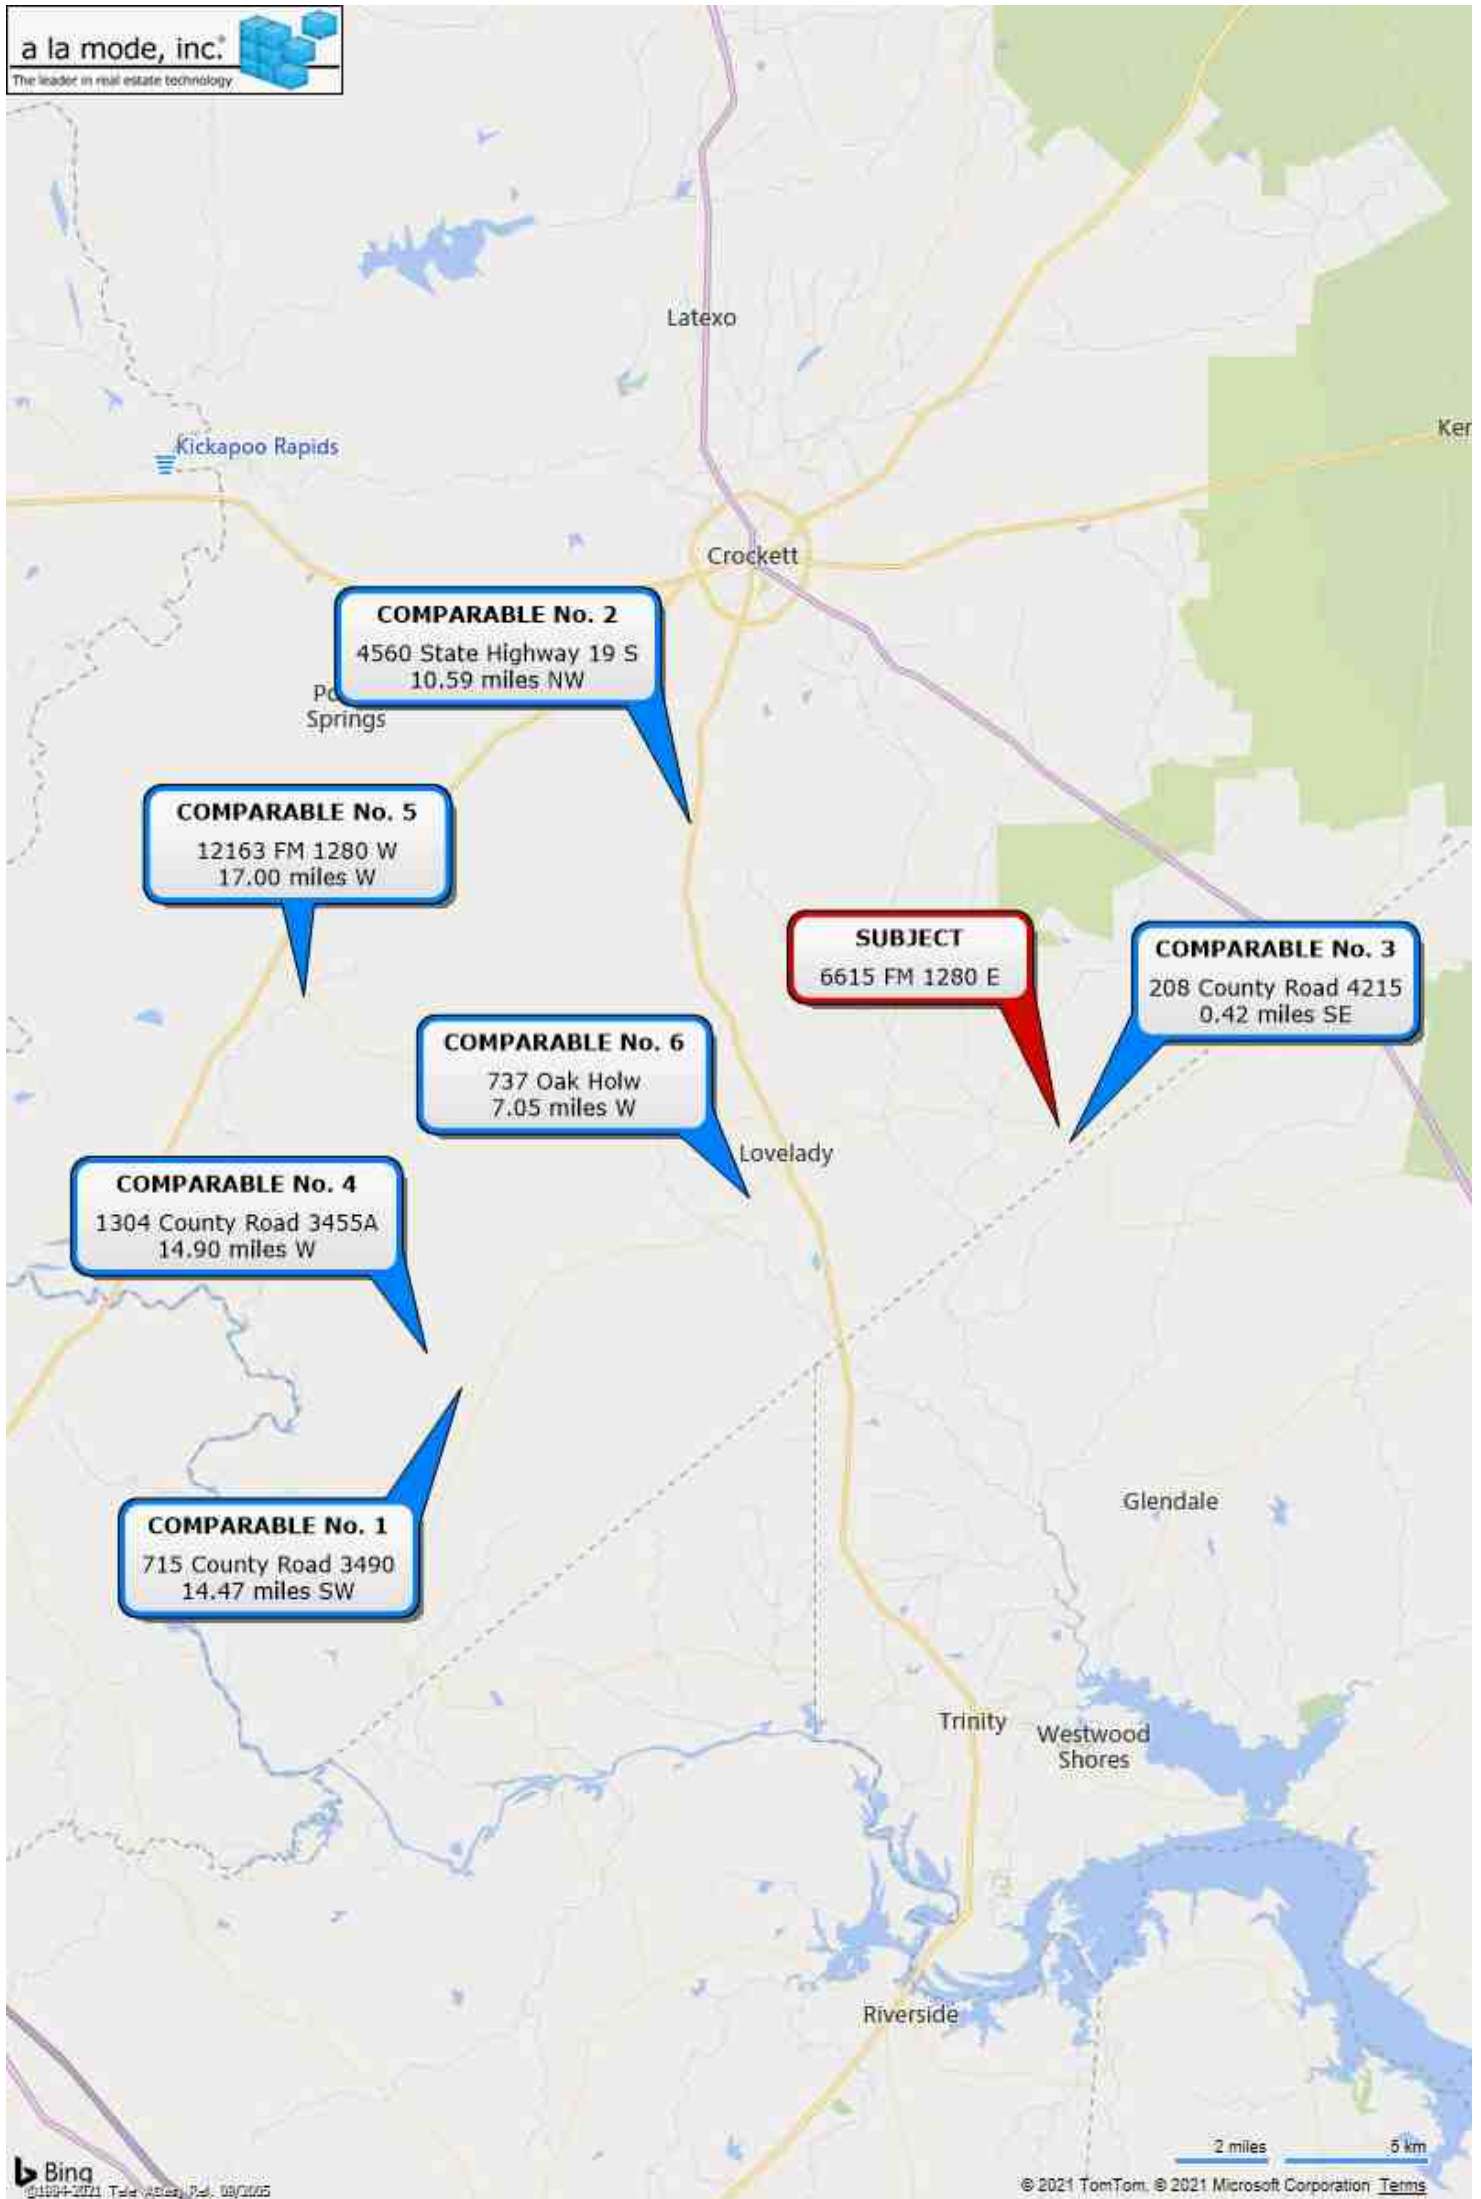 a la mode, inc.
The leader in real estate technology
Latexo
Ker
Kickapoo Rapids
Crockett
COMPARABLE No. 2
4560 State Highway 19 S
10.59 miles NW
Springs
COMPARABLE No. 5
12163 FM 1280 W
17.00 miles W
SUBJECT
6615 FM 1280 E
COMPARABLE No. 3
208 County Road 4215
0.42 miles SE
COMPARABLE No. 6
737 Oak Holw
7.05 miles W
Lovelady
COMPARABLE No. 4
1304 County Road 3455A
14.90 miles W
Glendale
COMPARABLE No. 1
715 County Road 3490
14.47 miles SW
Trinity
Westwood
Shores
Riverside
2 miles
5 km
Bing
© 2021 TomTom, © 2021 Microsoft Corporation Terms